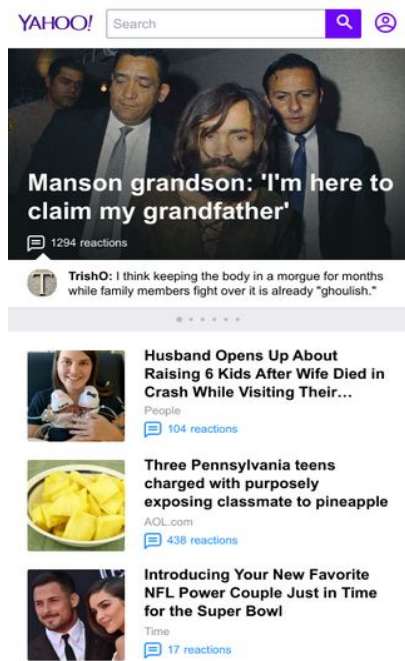 YAHOO! Search
Manson grandson: 'I'm here to
claim my grandfather'
1294 reactions
T TrishO: I think keeping the body in a morgue for months
while family members fight over it is already "ghoulish."
Husband Opens Up About
Raising 6 Kids After Wife Died in
Crash While Visiting Their...
People
104 reactions
Three Pennsylvania teens
charged with purposely
exposing classmate to pineapple
AOL.com
438 reactions
Introducing Your New Favorite
NFL Power Couple Just in Time
for the Super Bowl
Time
17 reactions